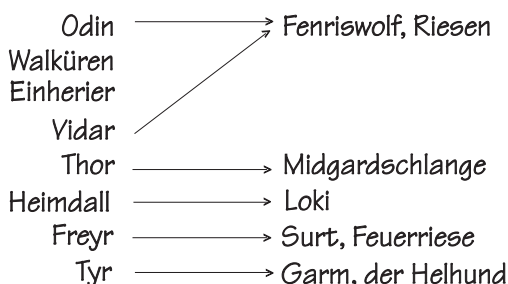 Odin Fenriswolf, Riesen
Walküren
Einherier
Vidar
Thor Midgardschlange
Heimdall Loki
Freyr Surt, Feuerriese
Tyr Garm, der Helhund